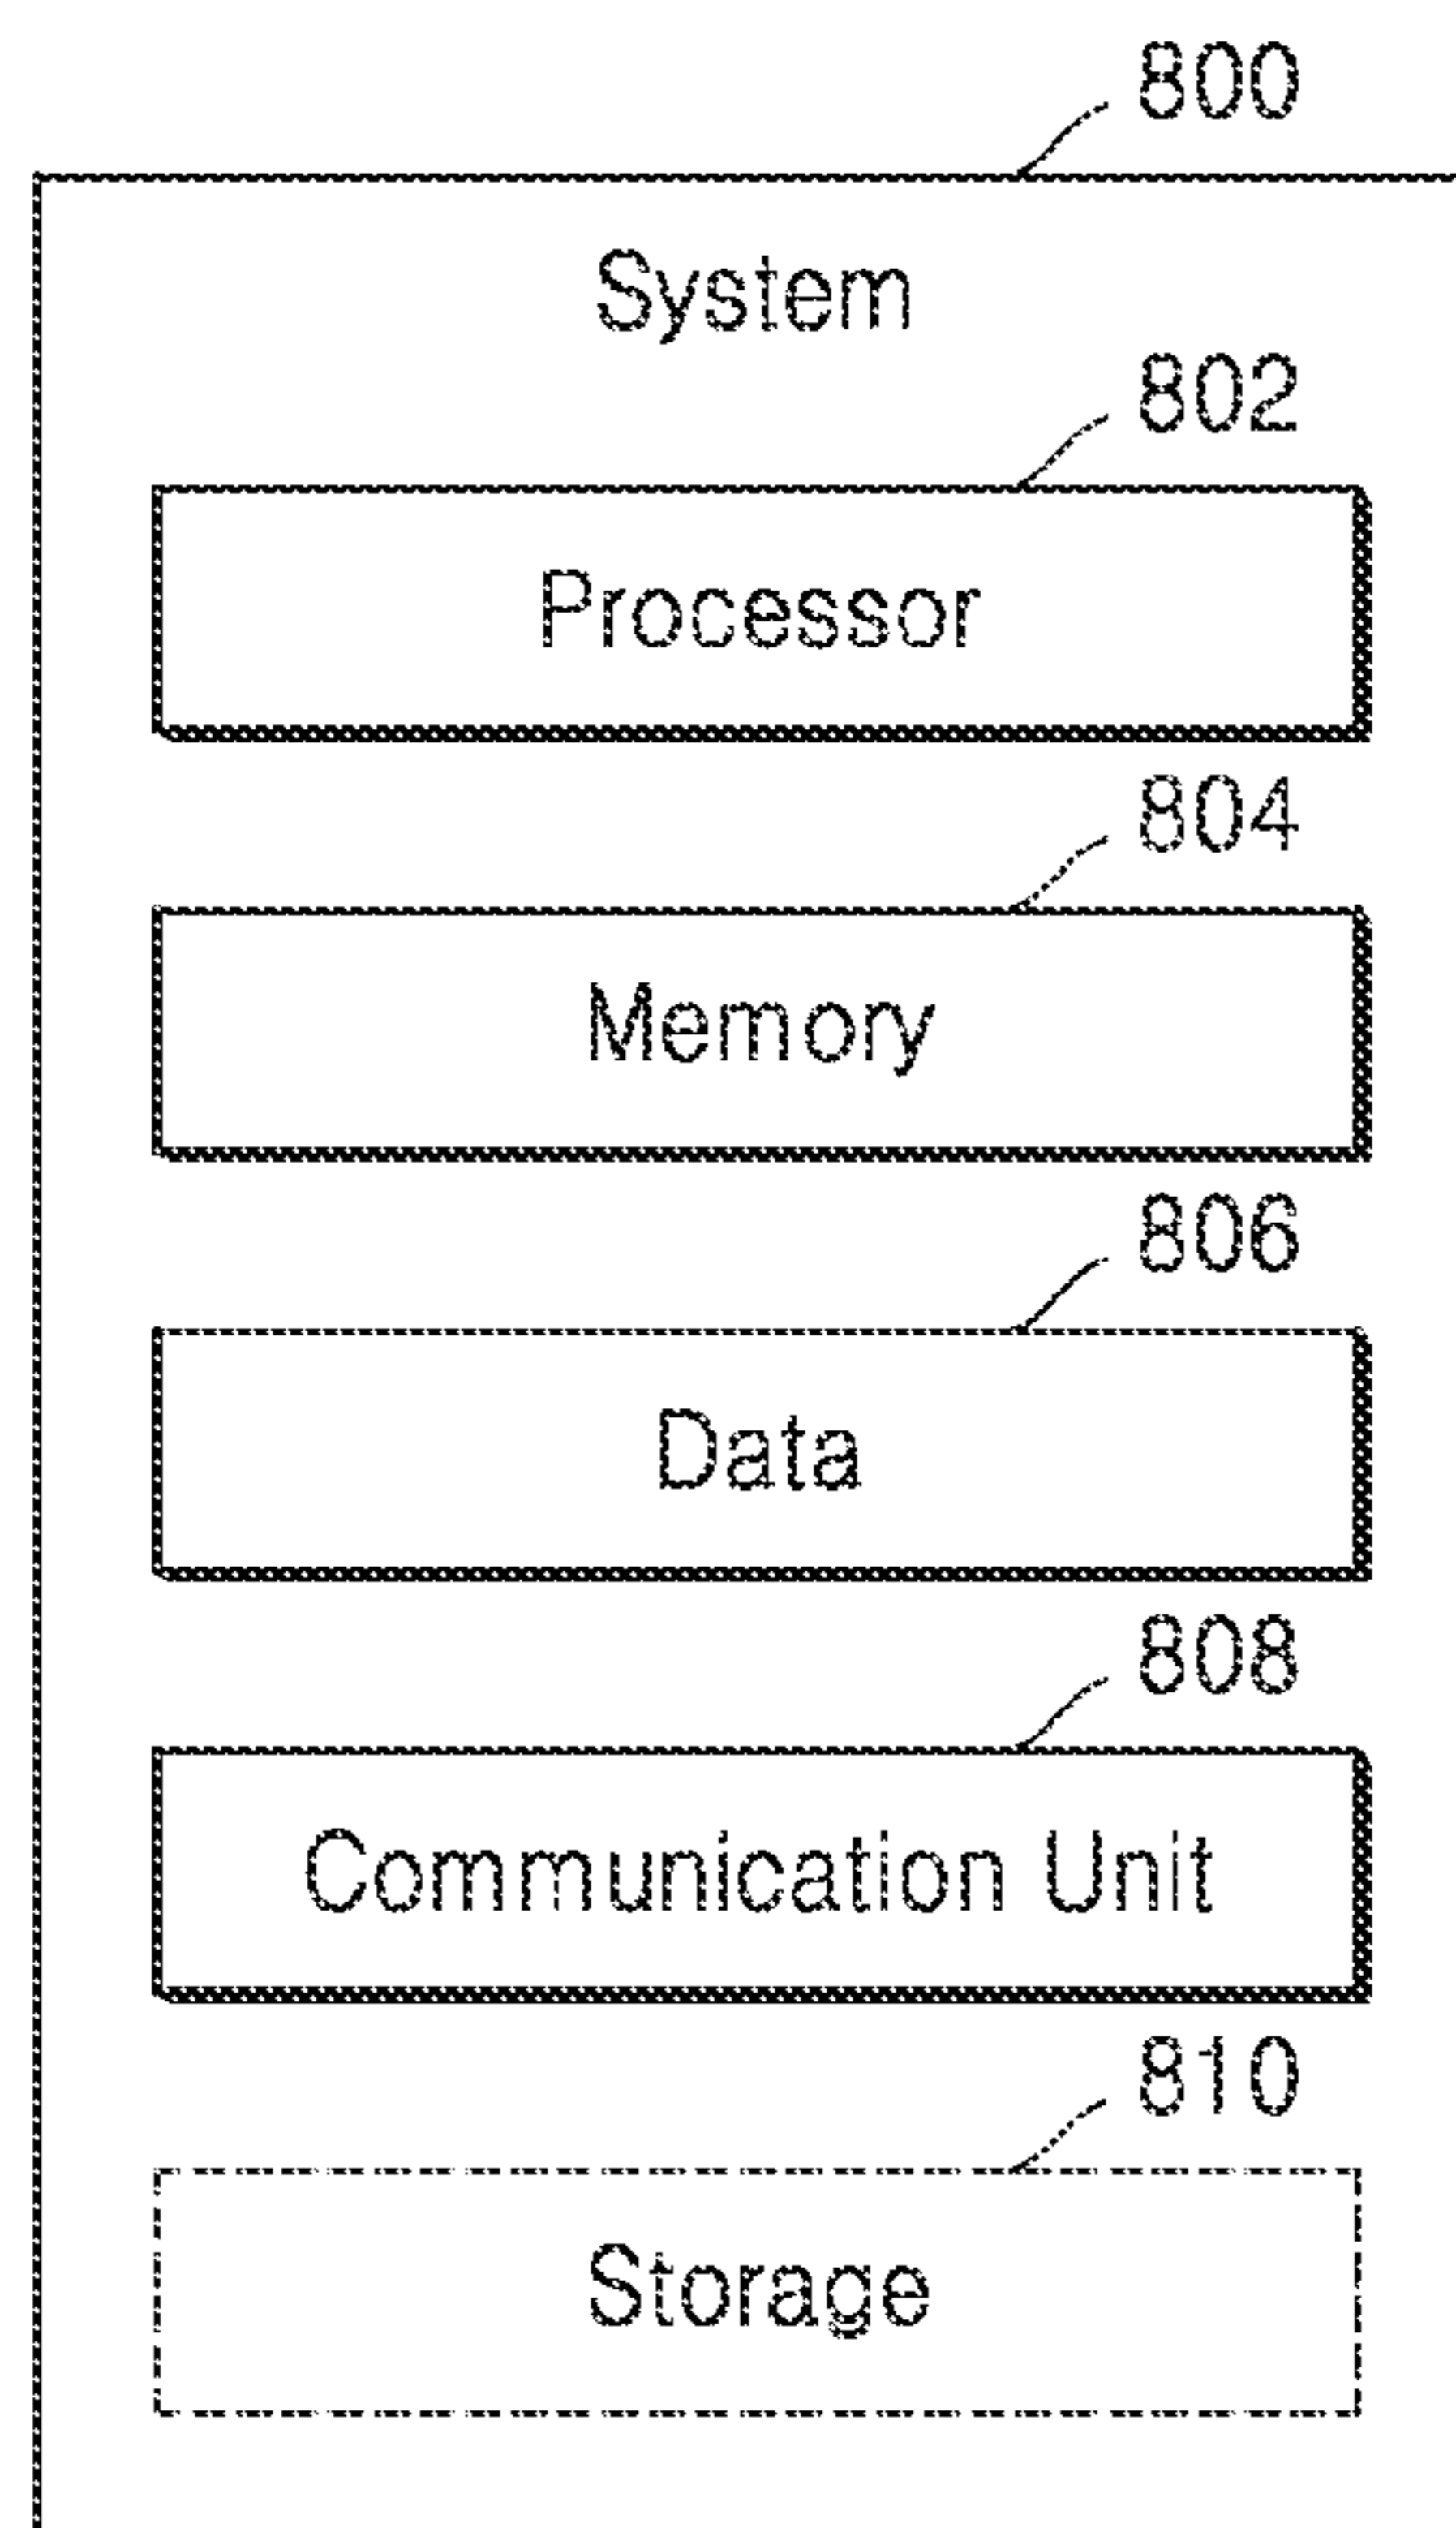 800
System
802
Processor
804
Memory
806
Data
808
Communication Unit
810
Storage